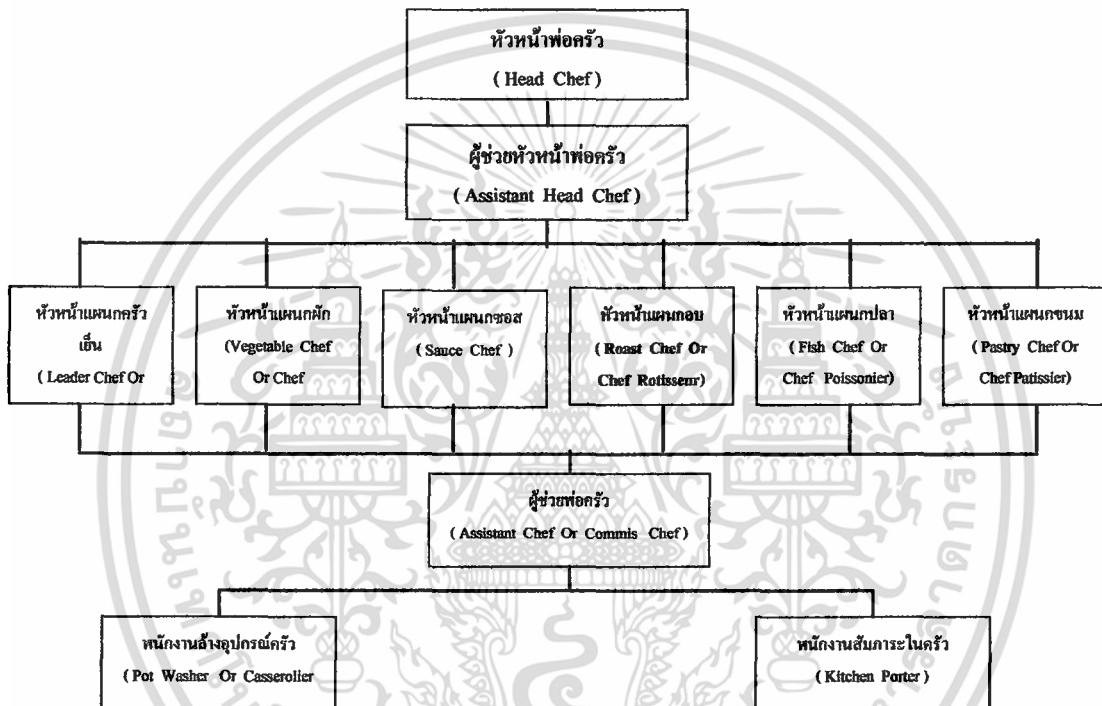 หัวหน้าพ่อครัว
( Head Chef )
ผู้ช่วยหัวหน้าพ่อครัว
( Assistant Head Chef )
หัวหน้าแผนกครัว
เย็น
( Leader Chef Or
หัวหน้าแผนกผัก
(Vegetable Chef
Or Chef
หัวหน้าแผนกซอส
( Sauce Chef )
หัวหน้าแผนกอบ
( Roast Chef Or
Chef Rotisseur)
หัวหน้าแผนกปลา
( Fish Chef Or
Chef Poissonier)
หัวหน้าแผนกขนม
( Pastry Chef Or
Chef Patissier)
ผู้ช่วยพ่อครัว
( Assistant Chef Or Commis Chef )
หนักงานล้างอุปกรณ์ครัว
( Pot Washer Or Casserolier
หนักงานสัมภาระในครัว
( Kitchen Porter )